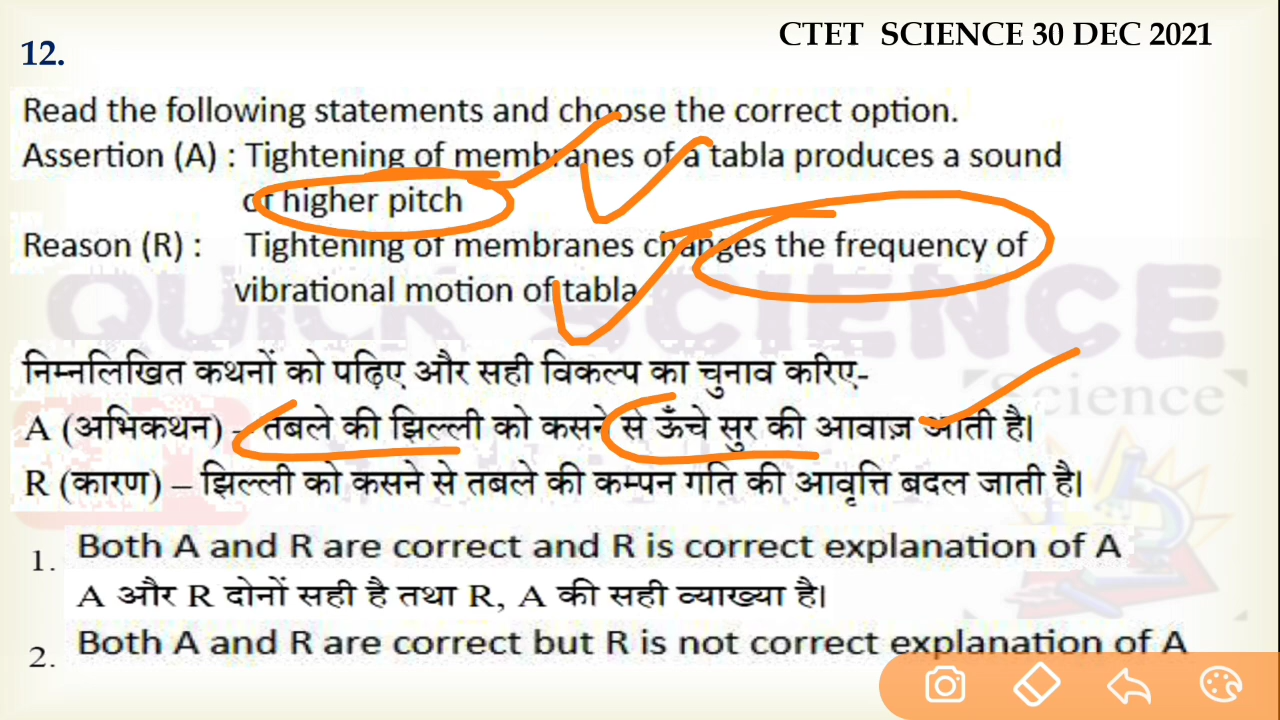 CTET SCIENCE 30 DEC 2021
12.
Read the following statements and choose the correct option.
Assertion (A) : Tightening of membranes of a tabla produces a sound
of higher pitch
Reason (R) : Tightening of membranes changes the frequency of
vibrational motion of tabla
QUICK SCIENCE
Science
निम्नलिखित कथनों को पढ़िए और सही विकल्प का चुनाव करिए-
A (अभिकथन) – तबले की झिल्ली को कसने से ऊँचे सुर की आवाज़ आती है।
R (कारण) – झिल्ली को कसने से तबले की कम्पन गति की आवृत्ति बदल जाती है।
1. Both A and R are correct and R is correct explanation of A
A और R दोनों सही है तथा R, A की सही व्याख्या है।
2. Both A and R are correct but R is not correct explanation of A